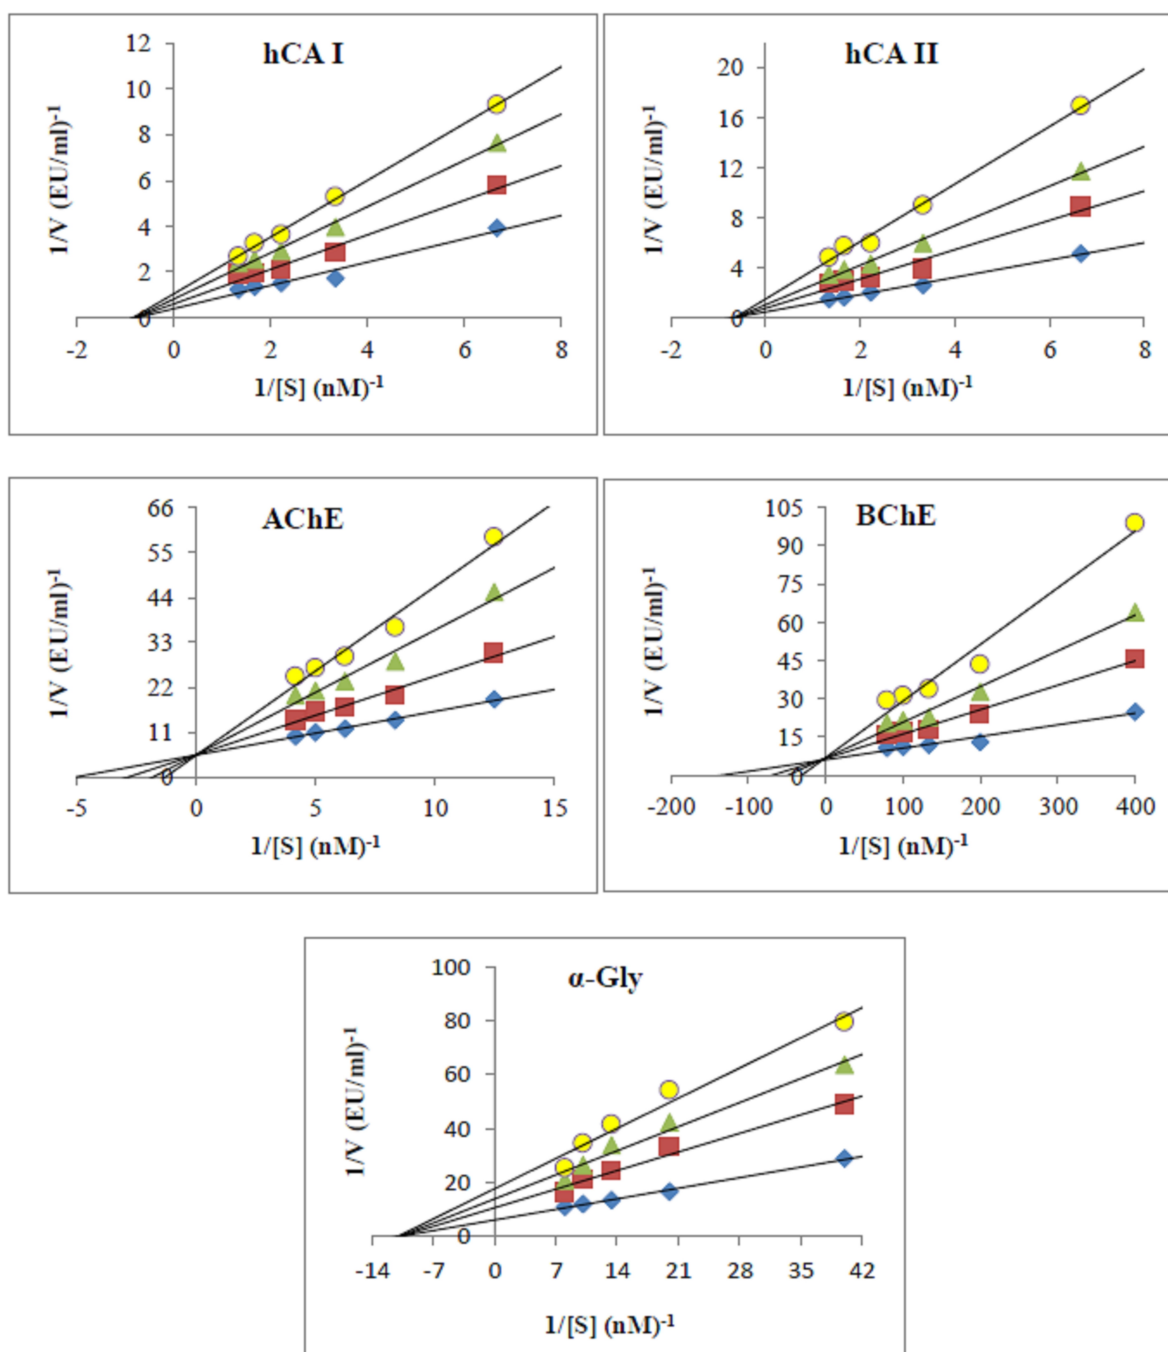 hCA I
12
10
8
6
4
2
0
-2 0 2 4 6 8
1/V (EU/ml)-1
1/[S] (nM)-1
hCA II
20
16
12
8
4
0
-2 0 2 4 6 8
1/V (EU/ml)-1
1/[S] (nM)-1
AChE
66
55
44
33
22
11
0
-5 0 5 10 15
1/V (EU/ml)-1
1/[S] (nM)-1
BChE
105
90
75
60
45
30
15
0
-200 -100 0 100 200 300 400
1/V (EU/ml)-1
1/[S] (nM)-1
α-Gly
100
80
60
40
20
0
-14 -7 0 7 14 21 28 35 42
1/V (EU/ml)-1
1/[S] (nM)-1